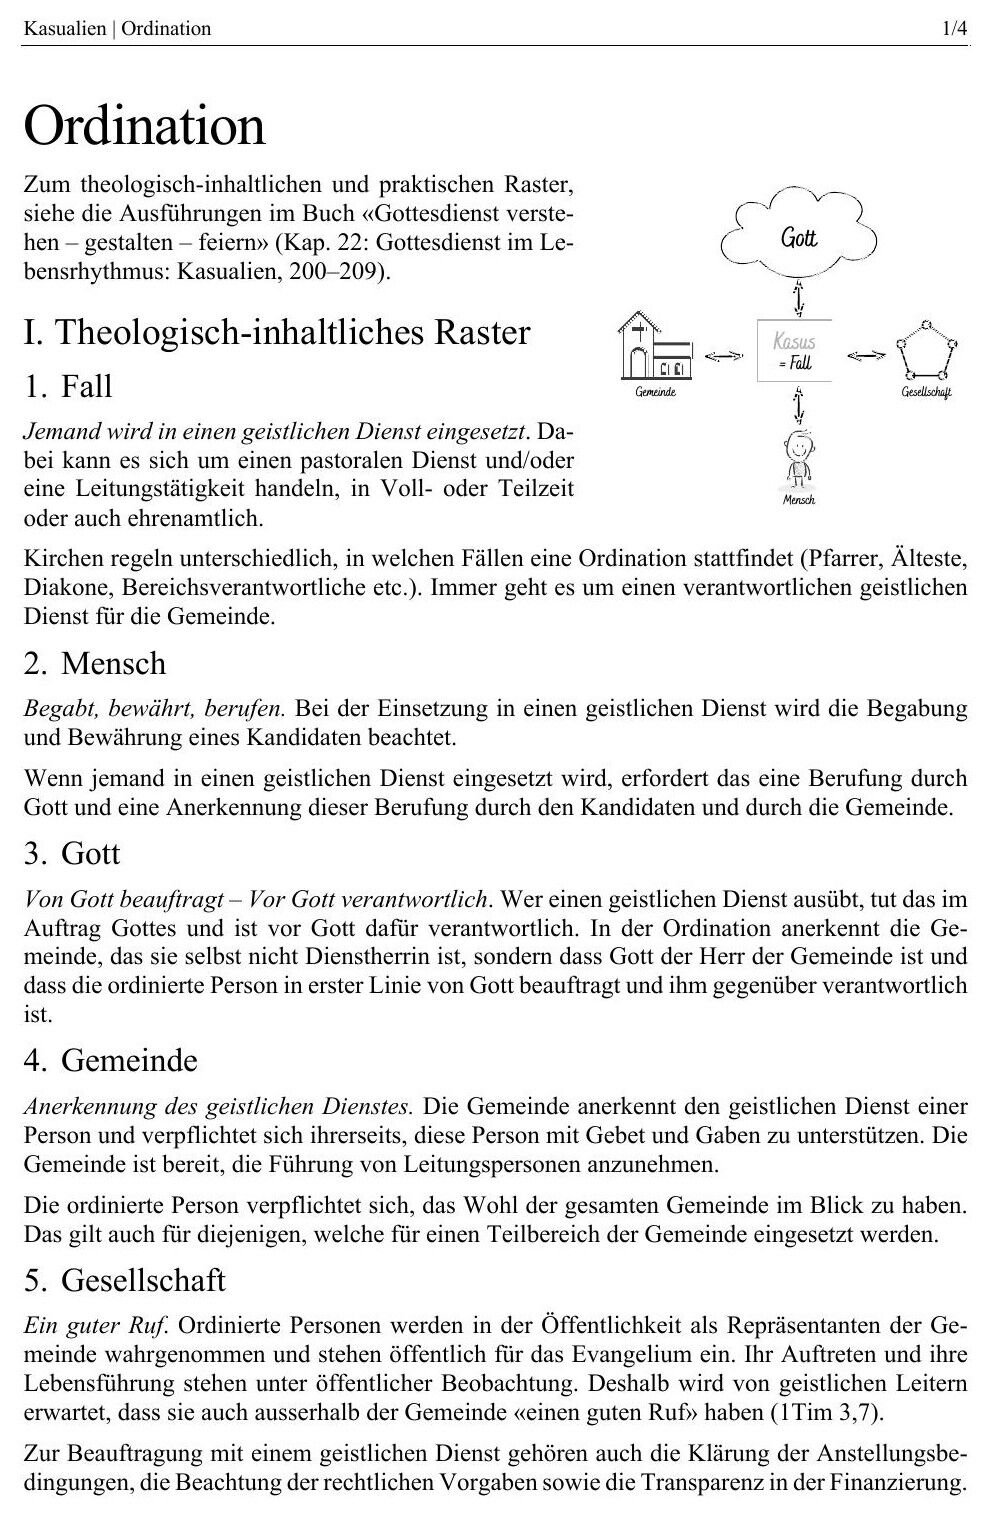 Kasualien | Ordination 1/4
Ordination
Zum theologisch-inhaltlichen und praktischen Raster,
siehe die Ausführungen im Buch «Gottesdienst verste-
hen – gestalten – feiern» (Kap. 22: Gottesdienst im Le-
bensrhythmus: Kasualien, 200–209).
Gott
Kasus
= Fall
Gemeinde
Gesellschaft
Mensch
I. Theologisch-inhaltliches Raster
1. Fall
Jemand wird in einen geistlichen Dienst eingesetzt. Da-
bei kann es sich um einen pastoralen Dienst und/oder
eine Leitungstätigkeit handeln, in Voll- oder Teilzeit
oder auch ehrenamtlich.
Kirchen regeln unterschiedlich, in welchen Fällen eine Ordination stattfindet (Pfarrer, Älteste,
Diakone, Bereichsverantwortliche etc.). Immer geht es um einen verantwortlichen geistlichen
Dienst für die Gemeinde.
2. Mensch
Begabt, bewährt, berufen. Bei der Einsetzung in einen geistlichen Dienst wird die Begabung
und Bewährung eines Kandidaten beachtet.
Wenn jemand in einen geistlichen Dienst eingesetzt wird, erfordert das eine Berufung durch
Gott und eine Anerkennung dieser Berufung durch den Kandidaten und durch die Gemeinde.
3. Gott
Von Gott beauftragt – Vor Gott verantwortlich. Wer einen geistlichen Dienst ausübt, tut das im
Auftrag Gottes und ist vor Gott dafür verantwortlich. In der Ordination anerkennt die Ge-
meinde, das sie selbst nicht Dienstherrin ist, sondern dass Gott der Herr der Gemeinde ist und
dass die ordinierte Person in erster Linie von Gott beauftragt und ihm gegenüber verantwortlich
ist.
4. Gemeinde
Anerkennung des geistlichen Dienstes. Die Gemeinde anerkennt den geistlichen Dienst einer
Person und verpflichtet sich ihrerseits, diese Person mit Gebet und Gaben zu unterstützen. Die
Gemeinde ist bereit, die Führung von Leitungspersonen anzunehmen.
Die ordinierte Person verpflichtet sich, das Wohl der gesamten Gemeinde im Blick zu haben.
Das gilt auch für diejenigen, welche für einen Teilbereich der Gemeinde eingesetzt werden.
5. Gesellschaft
Ein guter Ruf. Ordinierte Personen werden in der Öffentlichkeit als Repräsentanten der Ge-
meinde wahrgenommen und stehen öffentlich für das Evangelium ein. Ihr Auftreten und ihre
Lebensführung stehen unter öffentlicher Beobachtung. Deshalb wird von geistlichen Leitern
erwartet, dass sie auch ausserhalb der Gemeinde «einen guten Ruf» haben (1Tim 3,7).
Zur Beauftragung mit einem geistlichen Dienst gehören auch die Klärung der Anstellungsbe-
dingungen, die Beachtung der rechtlichen Vorgaben sowie die Transparenz in der Finanzierung.